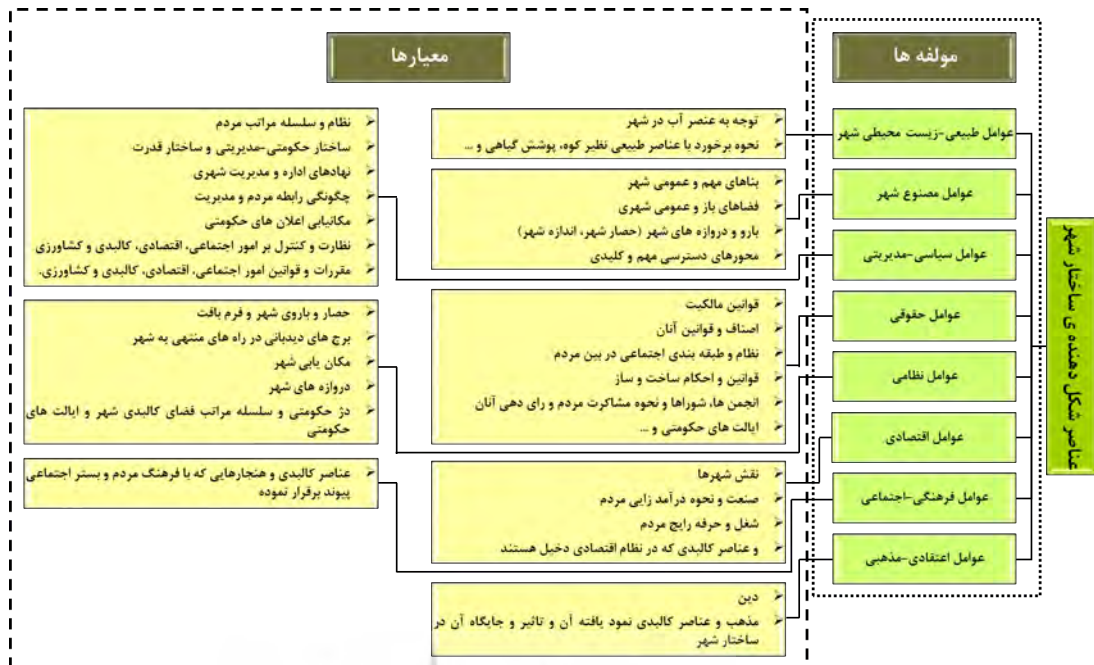 مولفه ها
معیارها
عناصر شکل دهنده ی ساختار شهر
عوامل طبیعی-زیست محیطی شهر
عوامل مصنوع شهر
عوامل سیاسی-مدیریتی
عوامل حقوقی
عوامل نظامی
عوامل اقتصادی
عوامل فرهنگی-اجتماعی
عوامل اعتقادی-مذهبی
توجه به عنصر آب در شهر
نحوه برخورد با عناصر طبیعی نظیر کوه، پوشش گیاهی و ...
بناهای مهم و عمومی شهر
فضاهای باز و عمومی شهری
بارو و دروازه های شهر (حصار شهر، اندازه شهر)
محورهای دسترسی مهم و کلیدی
قوانین مالکیت
اصناف و قوانین آنان
نظام و طبقه بندی اجتماعی در بین مردم
قوانین و احکام ساخت و ساز
انجمن ها، شوراها و نحوه مشاکرت مردم و رای دهی آنان
ایالت های حکومتی و ...
نقش شهرها
صنعت و نحوه درآمد زایی مردم
شغل و حرفه رایج مردم
و عناصر کالبدی که در نظام اقتصادی دخیل هستند
دین
مذهب و عناصر کالبدی نمود یافته آن و تاثیر و جایگاه آن در
ساختار شهر
نظام و سلسله مراتب مردم
ساختار حکومتی-مدیریتی و ساختار قدرت
نهادهای اداره و مدیریت شهری
چگونگی رابطه مردم و مدیریت
مکانیابی اعلان های حکومتی
نظارت و کنترل بر امور اجتماعی، اقتصادی، کالبدی و کشاورزی
مقررات و قوانین امور اجتماعی، اقتصادی، کالبدی و کشاورزی.
حصار و باروی شهر و فرم بافت
برج های دیدبانی در راه های منتهی به شهر
مکان یابی شهر
دروازه های شهر
دژ حکومتی و سلسله مراتب فضای کالبدی شهر و ایالت های
حکومتی
عناصر کالبدی و هنجارهایی که با فرهنگ مردم و بستر اجتماعی
پیوند برقرار نموده